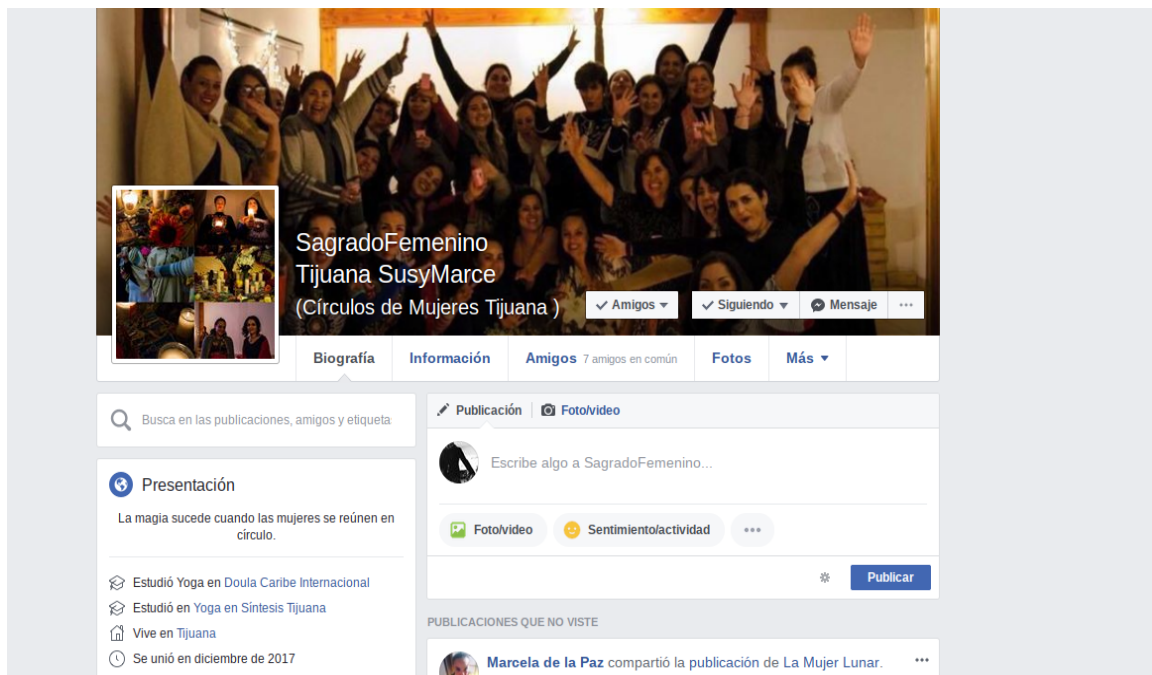 SagradoFemenino
Tijuana SusyMarce
(Círculos de Mujeres Tijuana )
Amigos
Siguiendo
Mensaje
Biografía
Información
Amigos 7 amigos en común
Fotos
Más
Busca en las publicaciones, amigos y etiqueta
Presentación
La magia sucede cuando las mujeres se reúnen en
círculo.
Estudió Yoga en Doula Caribe Internacional
Estudió en Yoga en Síntesis Tijuana
Vive en Tijuana
Se unió en diciembre de 2017
Publicación
Foto/video
Escribe algo a SagradoFemenino...
Foto/video
Sentimiento/actividad
Publicar
PUBLICACIONES QUE NO VISTE
Marcela de la Paz compartió la publicación de La Mujer Lunar.